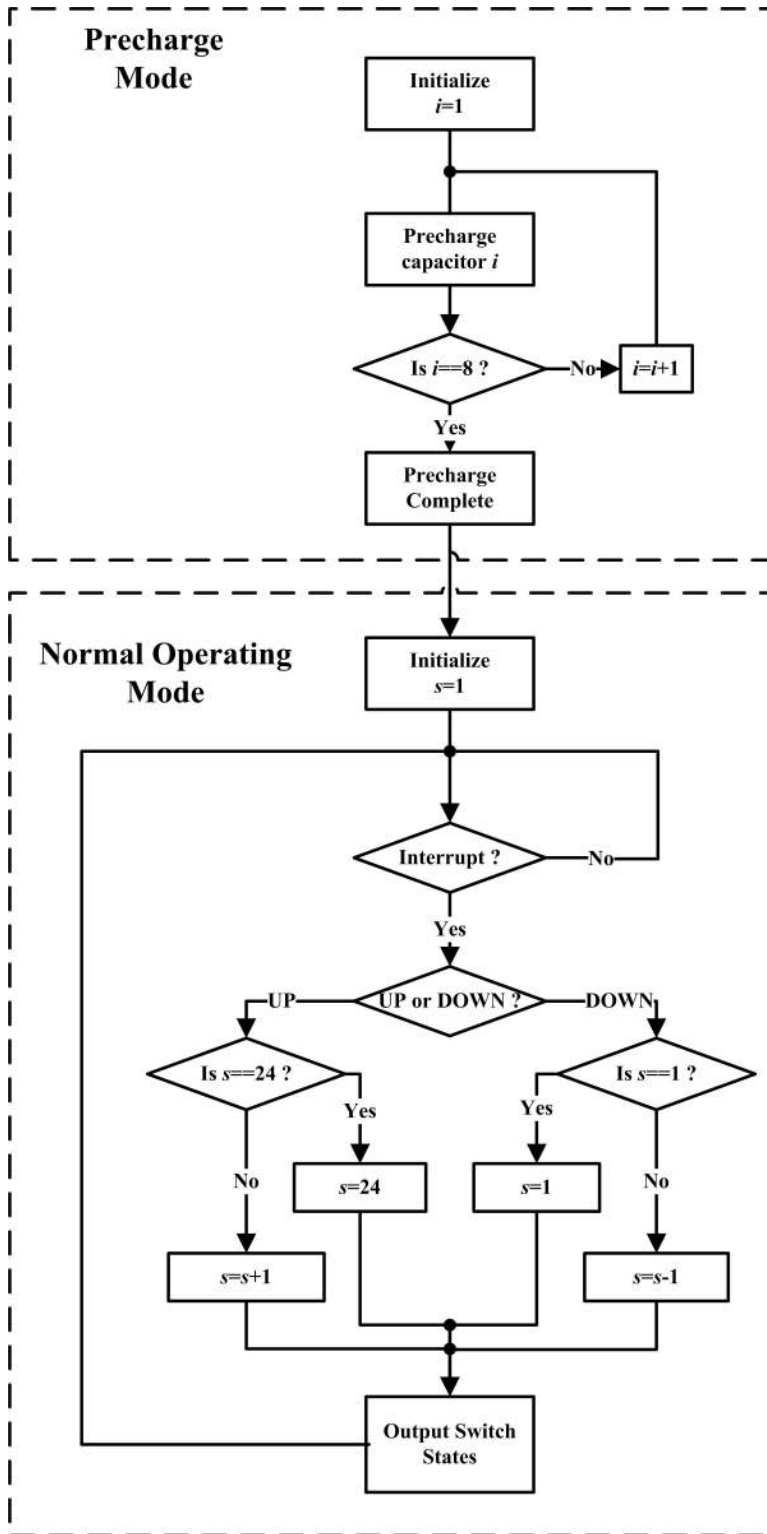 Precharge
Mode
Initialize
i=1
Precharge
capacitor i
Is i==8 ?
No
i=i+1
Yes
Precharge
Complete
Normal Operating
Mode
Initialize
s=1
Interrupt ?
No
Yes
UP or DOWN ?
UP
DOWN
Is s==24 ?
Is s==1 ?
Yes
Yes
s=24
s=1
No
No
s=s+1
s=s-1
Output Switch
States